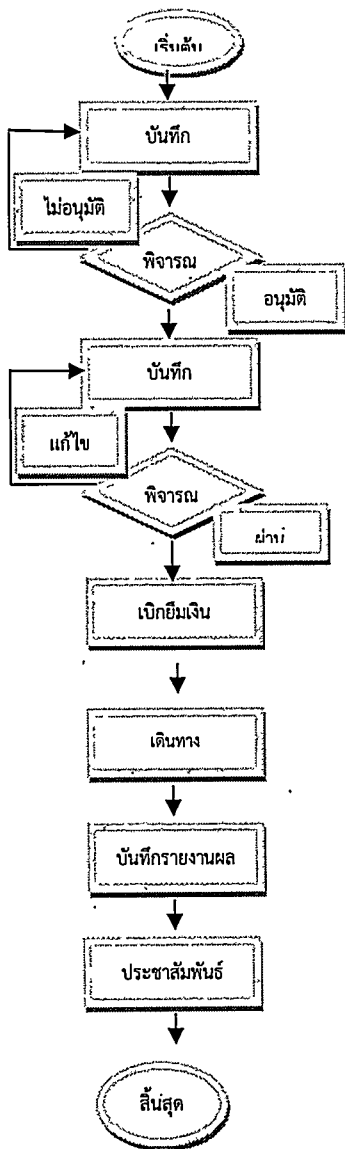 เริ่มต้น
บันทึก
ไม่อนุมัติ
พิจารณ
อนุมัติ
บันทึก
แก้ไข
พิจารณ
ผ่าน
เบิกยืมเงิน
เดินทาง
บันทึกรายงานผล
ประชาสัมพันธ์
สิ้นสุด